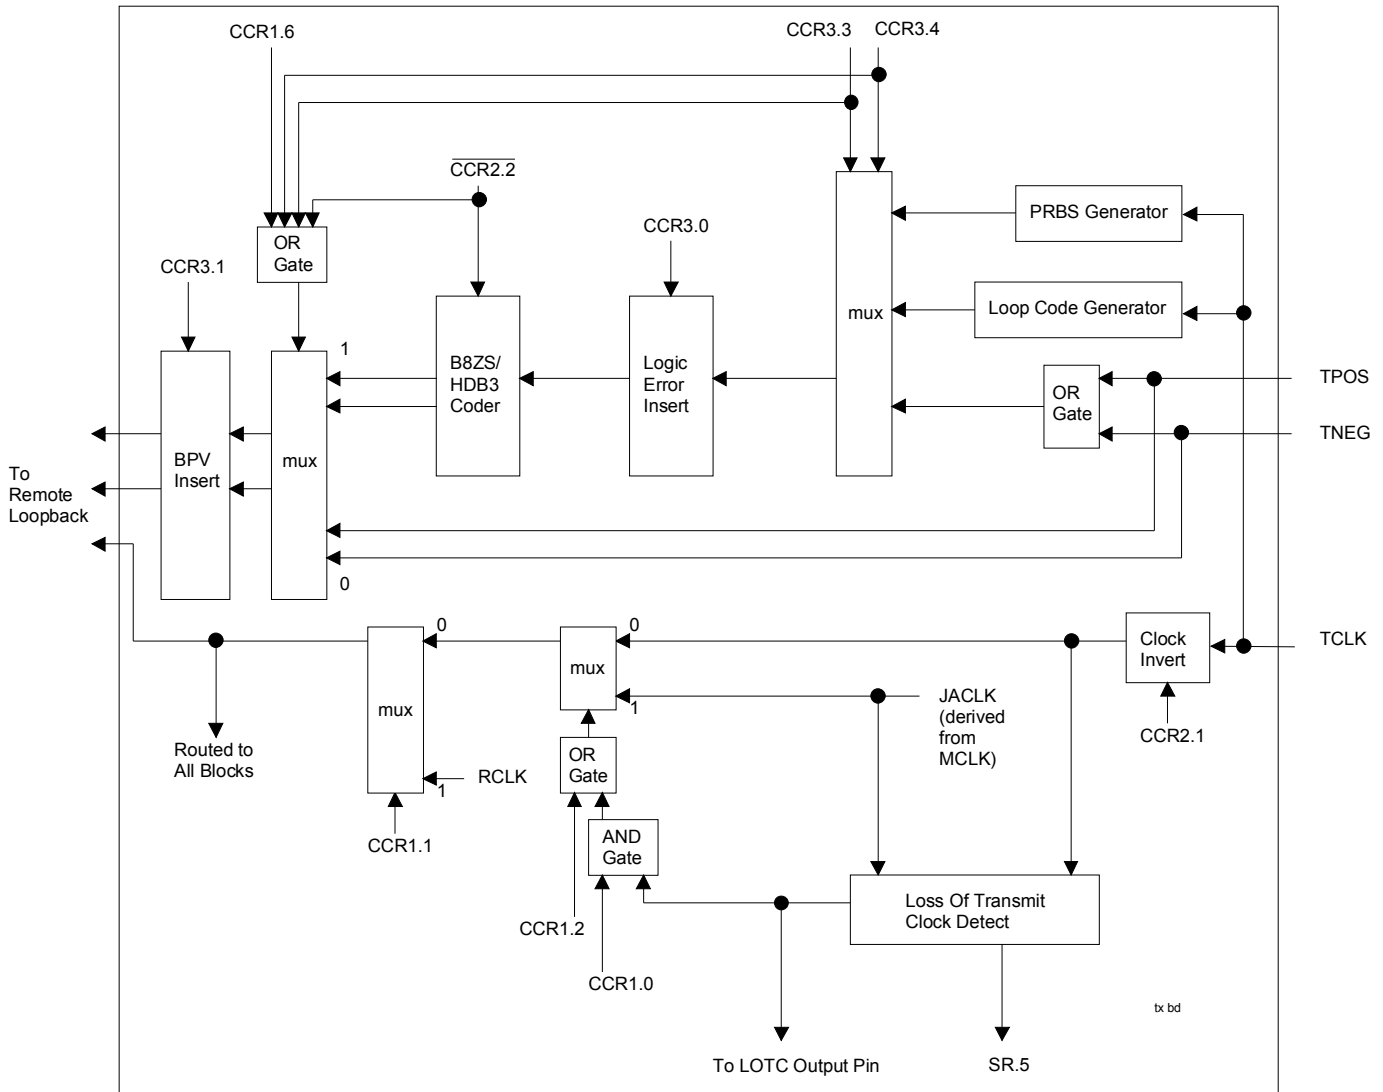 CCR1.6
CCR3.3
CCR3.4
CCR2.2
PRBS Generator
OR
Gate
CCR3.0
CCR3.1
Loop Code Generator
mux
1
B8ZS/
HDB3
Coder
Logic
Error
Insert
OR
Gate
TPOS
TNEG
BPV
Insert
mux
To
Remote
Loopback
0
0
0
Clock
Invert
TCLK
mux
mux
1
JACLK
(derived
from
MCLK)
CCR2.1
Routed to
All Blocks
OR
Gate
RCLK
1
CCR1.1
AND
Gate
Loss Of Transmit
Clock Detect
CCR1.2
CCR1.0
tx bd
To LOTC Output Pin
SR.5